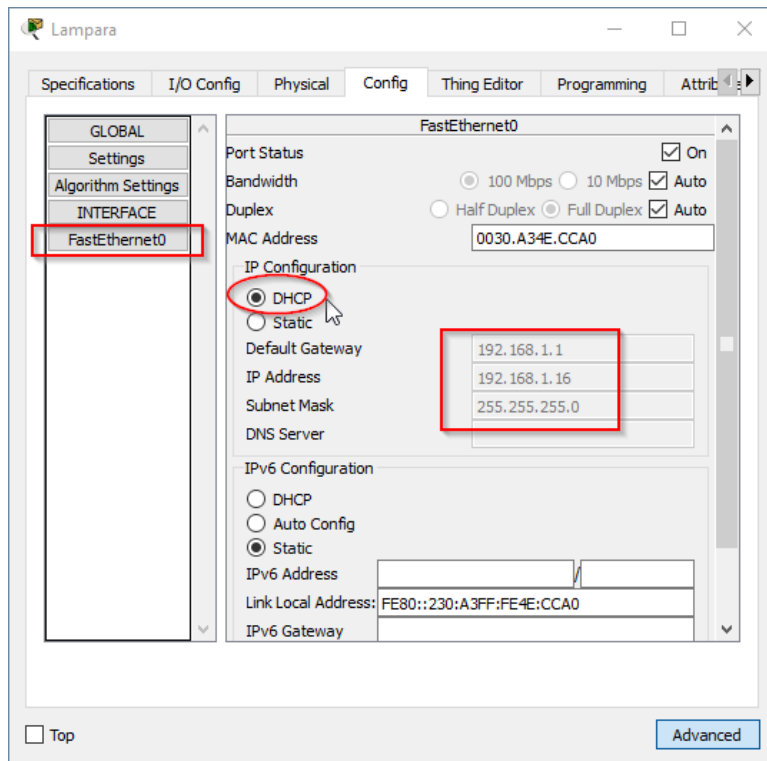 Lampara
Specifications I/O Config Physical Config Thing Editor Programming
GLOBAL
Settings
Algorithm Settings
INTERFACE
FastEthernet0
FastEthernet0
Port Status On
Bandwidth 100 Mbps 10 Mbps Auto
Duplex Half Duplex Full Duplex Auto
MAC Address 0030.A34E.CCA0
IP Configuration
DHCP
Static
Default Gateway 192.168.1.1
IP Address 192.168.1.16
Subnet Mask 255.255.255.0
DNS Server
IPv6 Configuration
DHCP
Auto Config
Static
IPv6 Address /
Link Local Address: FE80::230:A3FF:FE4E:CCA0
IPv6 Gateway
Top Advanced